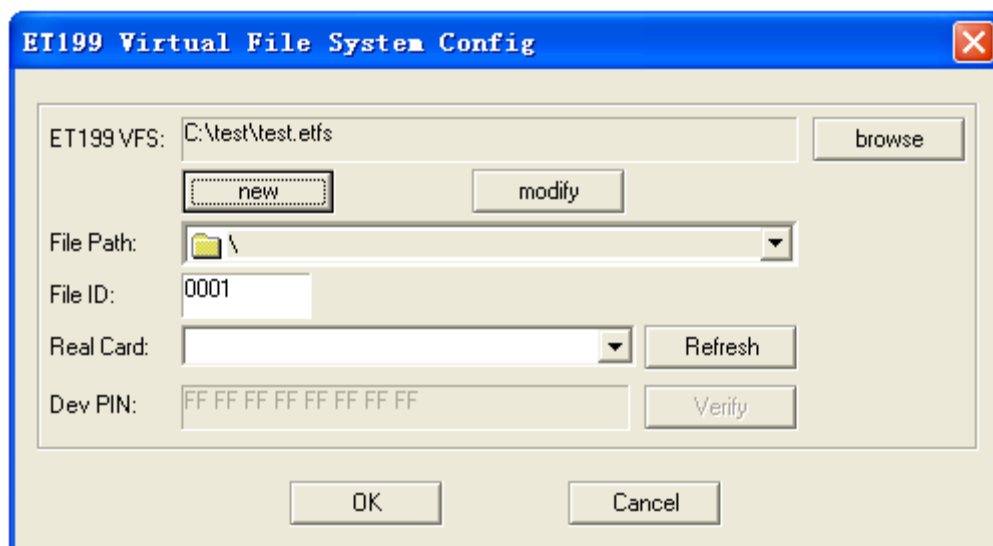 ET199 Virtual File System Config
ET199 VFS: C:\test\test.etfs browse
new modify
File Path: \
File ID: 0001
Real Card: Refresh
Dev PIN: FF FF FF FF FF FF FF FF Verify
OK Cancel